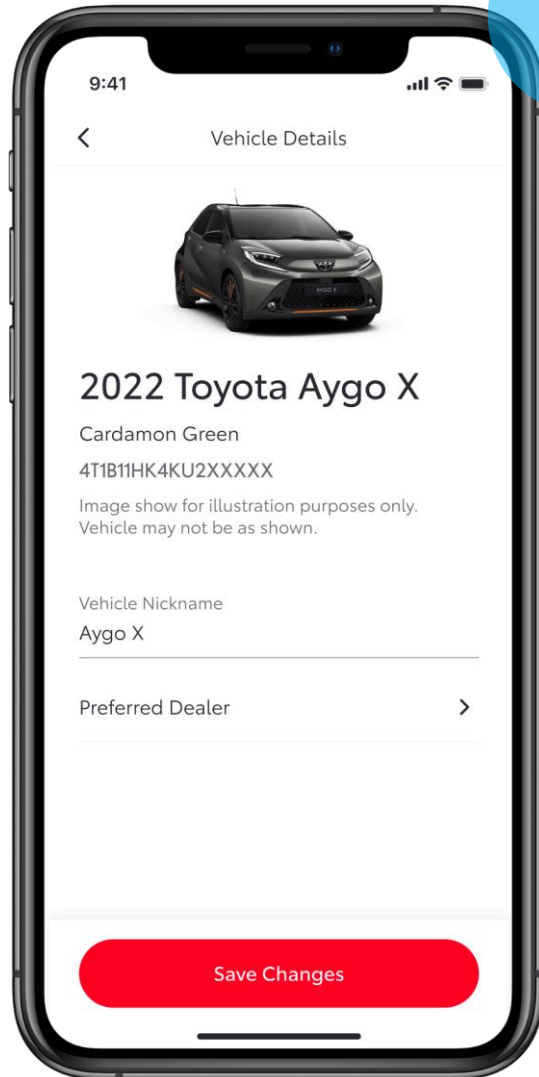 9:41
Vehicle Details
AYGO X
2022 Toyota Aygo X
Cardamon Green
4T1B11HK4KU2XXXXX
Image show for illustration purposes only.
Vehicle may not be as shown.
Vehicle Nickname
Aygo X
Preferred Dealer
Save Changes